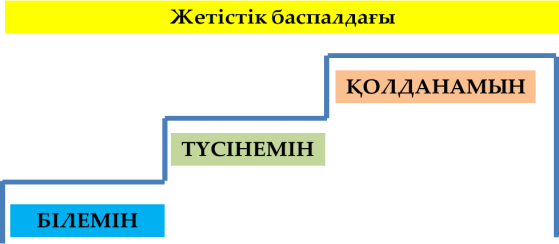 Жетістік баспалдағы
ҚОЛДАНАМЫН
ТҮСІНЕМІН
БІЛЕМІН